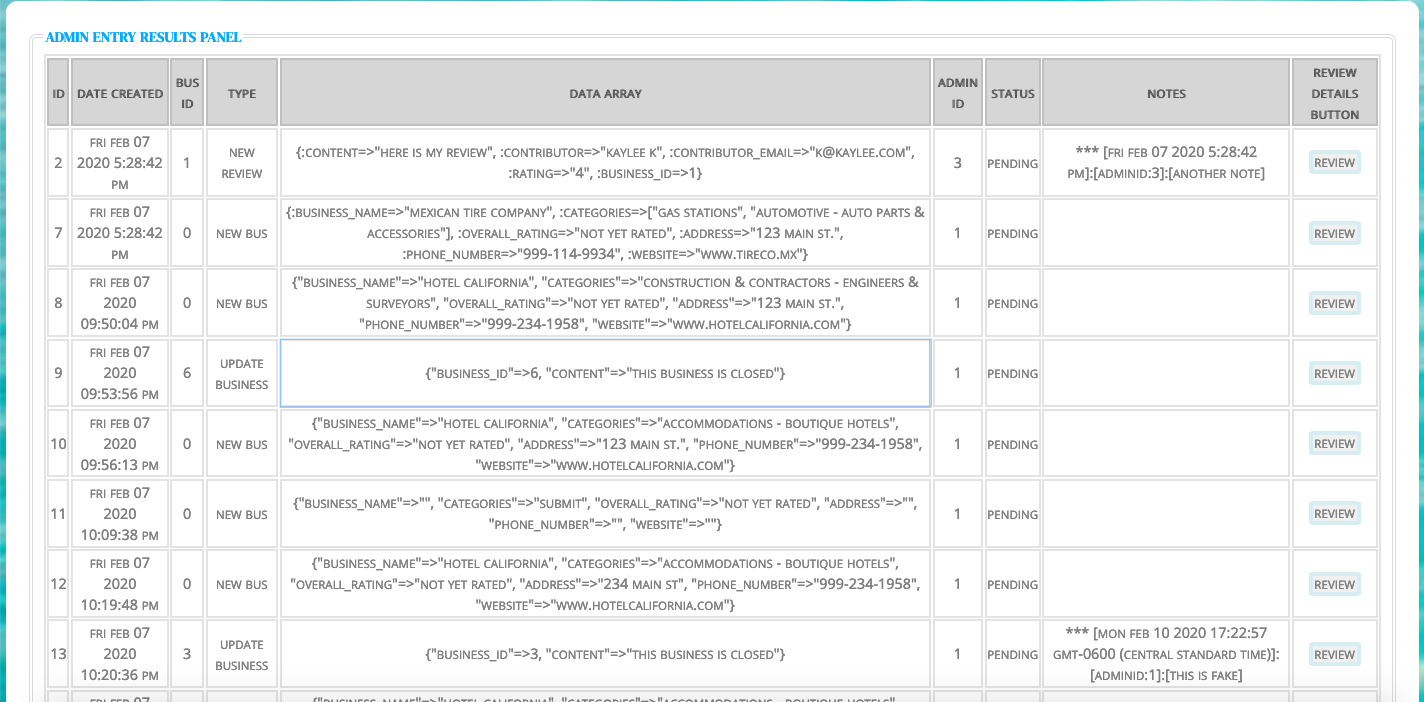 ADMIN ENTRY RESULTS PANEL
ID DATE CREATED BUS ID TYPE DATA ARRAY ADMIN ID STATUS NOTES REVIEW DETAILS BUTTON
2 FRI FEB 07 2020 5:28:42 PM 1 NEW REVIEW {:CONTENT=>"HERE IS MY REVIEW", :CONTRIBUTOR=>"KAYLEE K", :CONTRIBUTOR_EMAIL=>"K@KAYLEE.COM", :RATING=>"4", :BUSINESS_ID=>1} 3 PENDING *** [FRI FEB 07 2020 5:28:42 PM]:[ADMINID:3]:[ANOTHER NOTE] REVIEW
7 FRI FEB 07 2020 5:28:42 PM 0 NEW BUS {:BUSINESS_NAME=>"MEXICAN TIRE COMPANY", :CATEGORIES=>["GAS STATIONS", "AUTOMOTIVE - AUTO PARTS & ACCESSORIES"], :OVERALL_RATING=>"NOT YET RATED", :ADDRESS=>"123 MAIN ST.", :PHONE_NUMBER=>"999-114-9934", :WEBSITE=>"WWW.TIRECO.MX"} 1 PENDING REVIEW
8 FRI FEB 07 2020 09:50:04 PM 0 NEW BUS {"BUSINESS_NAME"=>"HOTEL CALIFORNIA", "CATEGORIES"=>"CONSTRUCTION & CONTRACTORS - ENGINEERS & SURVEYORS", "OVERALL_RATING"=>"NOT YET RATED", "ADDRESS"=>"123 MAIN ST.", "PHONE_NUMBER"=>"999-234-1958", "WEBSITE"=>"WWW.HOTELCALIFORNIA.COM"} 1 PENDING REVIEW
9 FRI FEB 07 2020 09:53:56 PM 6 UPDATE BUSINESS {"BUSINESS_ID"=>6, "CONTENT"=>"THIS BUSINESS IS CLOSED"} 1 PENDING REVIEW
10 FRI FEB 07 2020 09:56:13 PM 0 NEW BUS {"BUSINESS_NAME"=>"HOTEL CALIFORNIA", "CATEGORIES"=>"ACCOMMODATIONS - BOUTIQUE HOTELS", "OVERALL_RATING"=>"NOT YET RATED", "ADDRESS"=>"123 MAIN ST.", "PHONE_NUMBER"=>"999-234-1958", "WEBSITE"=>"WWW.HOTELCALIFORNIA.COM"} 1 PENDING REVIEW
11 FRI FEB 07 2020 10:09:38 PM 0 NEW BUS {"BUSINESS_NAME"=>"", "CATEGORIES"=>"SUBMIT", "OVERALL_RATING"=>"NOT YET RATED", "ADDRESS"=>"", "PHONE_NUMBER"=>"", "WEBSITE"=>""} 1 PENDING REVIEW
12 FRI FEB 07 2020 10:19:48 PM 0 NEW BUS {"BUSINESS_NAME"=>"HOTEL CALIFORNIA", "CATEGORIES"=>"ACCOMMODATIONS - BOUTIQUE HOTELS", "OVERALL_RATING"=>"NOT YET RATED", "ADDRESS"=>"234 MAIN ST", "PHONE_NUMBER"=>"999-234-1958", "WEBSITE"=>"WWW.HOTELCALIFORNIA.COM"} 1 PENDING REVIEW
13 FRI FEB 07 2020 10:20:36 PM 3 UPDATE BUSINESS {"BUSINESS_ID=>3, "CONTENT"=>"THIS BUSINESS IS CLOSED"} 1 PENDING *** [MON FEB 10 2020 17:22:57 GMT-0600 (CENTRAL STANDARD TIME)]:[ADMINID:1]:[THIS IS FAKE] REVIEW